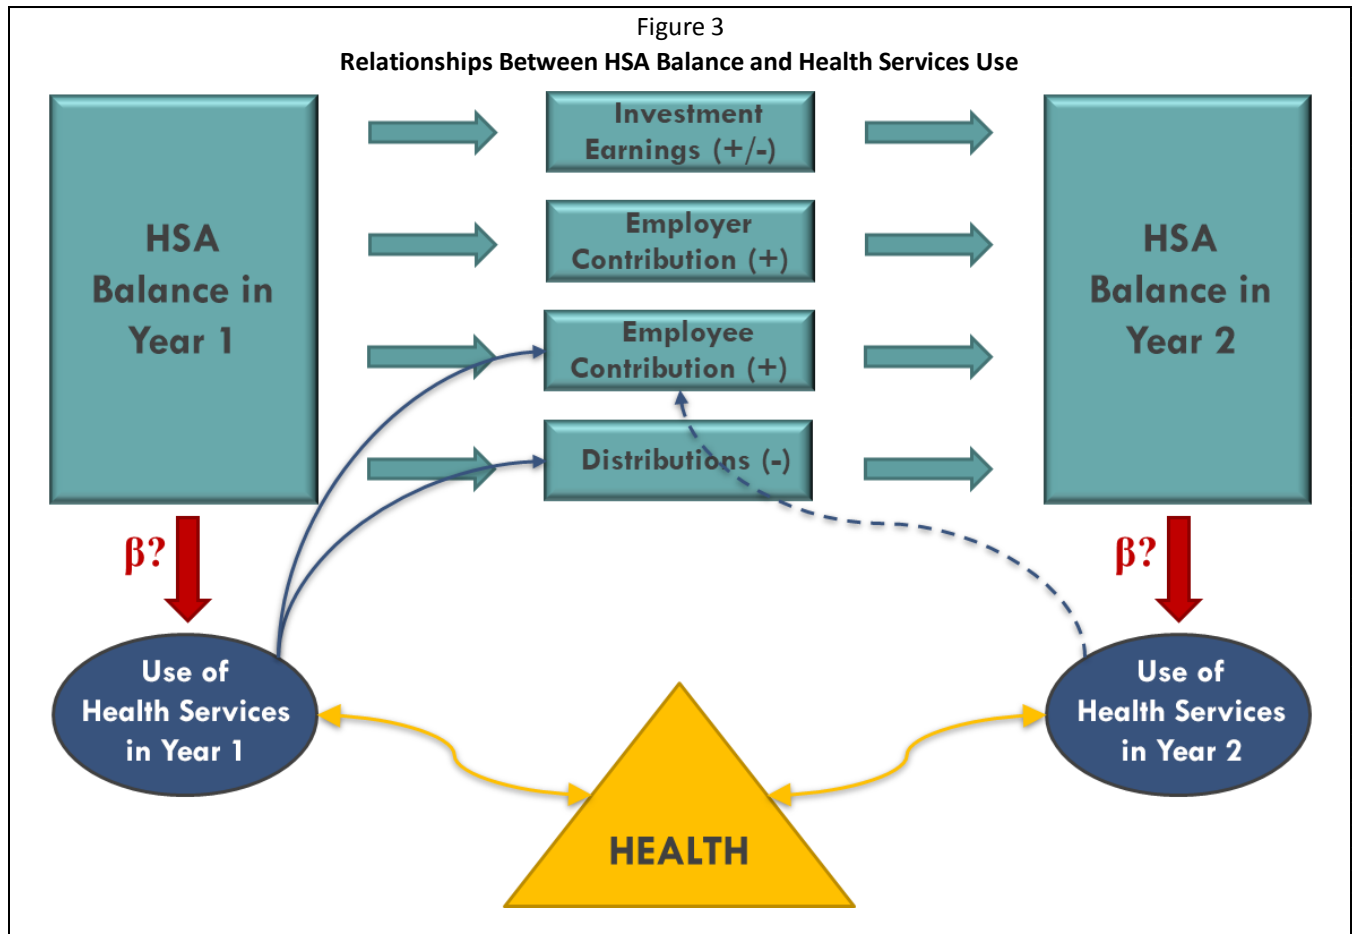 Figure 3
Relationships Between HSA Balance and Health Services Use
HSA
Balance in
Year 1
Investment
Earnings (+/-)
Employer
Contribution (+)
Employee
Contribution (+)
Distributions (-)
HSA
Balance in
Year 2
β?
β?
Use of
Health Services
in Year 1
Use of
Health Services
in Year 2
HEALTH